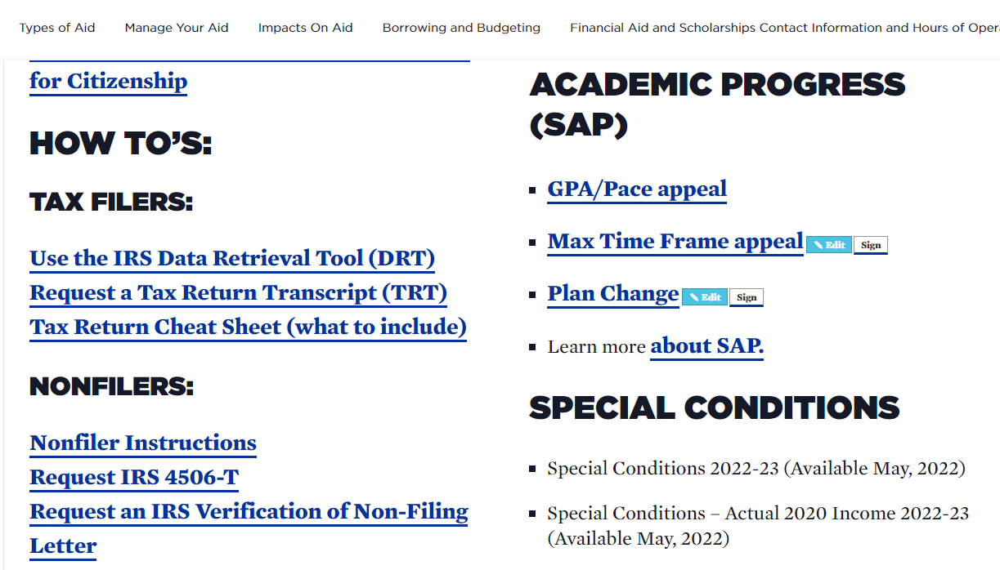 Types of Aid
Manage Your Aid
Impacts On Aid
Borrowing and Budgeting
Financial Aid and Scholarships Contact Information and Hours of Oper
for Citizenship
HOW TO’S:
TAX FILERS:
Use the IRS Data Retrieval Tool (DRT)
Request a Tax Return Transcript (TRT)
Tax Return Cheat Sheet (what to include)
NONFILERS:
Nonfiler Instructions
Request IRS 4506-T
Request an IRS Verification of Non-Filing
Letter
ACADEMIC PROGRESS
(SAP)
GPA/Pace appeal
Max Time Frame appeal Edit Sign
Plan Change Edit Sign
Learn more about SAP.
SPECIAL CONDITIONS
Special Conditions 2022-23 (Available May, 2022)
Special Conditions – Actual 2020 Income 2022-23
(Available May, 2022)